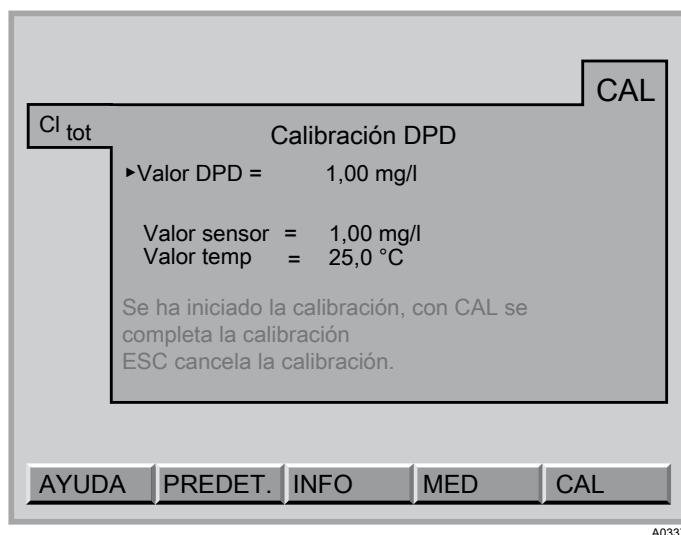 CAL
Cl tot
Calibración DPD
▸Valor DPD = 1,00 mg/l
Valor sensor = 1,00 mg/l
Valor temp = 25,0 °C
Se ha iniciado la calibración, con CAL se
completa la calibración
ESC cancela la calibración.
AYUDA PREDET. INFO MED CAL